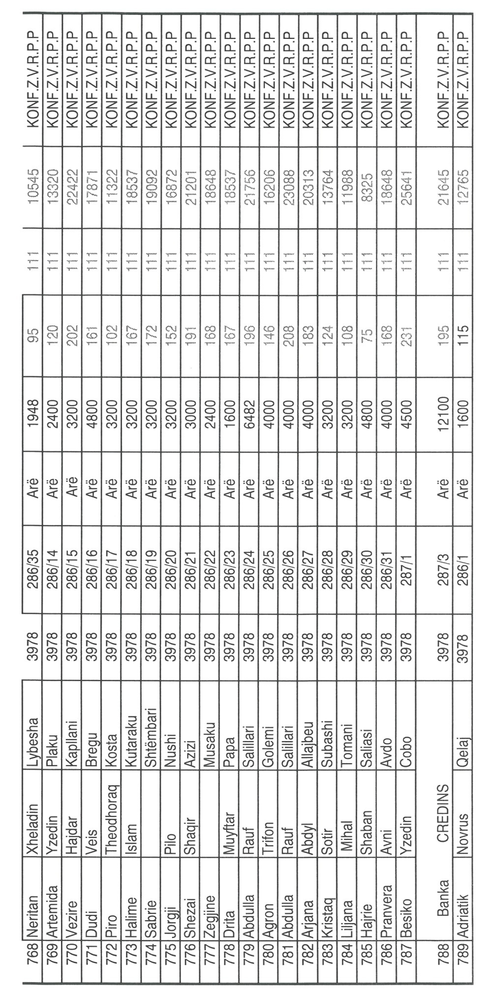 768 Neritan Xheladin Lybesha 3978 286/35 Arë 1948 95 111 10545 KONF.Z.V.R.P.P
769 Artemida Yzedin Plaku 3978 286/14 Arë 2400 120 111 13320 KONF.Z.V.R.P.P
770 Vezire Hajdar Kapllani 3978 286/15 Arë 3200 202 111 22422 KONF.Z.V.R.P.P
771 Dudi Veis Bregu 3978 286/16 Arë 4800 161 111 17871 KONF.Z.V.R.P.P
772 Piro Theodhoraq Kosta 3978 286/17 Arë 3200 102 111 11322 KONF.Z.V.R.P.P
773 Halime Islam Kutaraku 3978 286/18 Arë 3200 167 111 18537 KONF.Z.V.R.P.P
774 Sabrie Shtëmbari 3978 286/19 Arë 3200 172 111 19092 KONF.Z.V.R.P.P
775 Jorgji Pilo Nushi 3978 286/20 Arë 3200 152 111 16872 KONF.Z.V.R.P.P
776 Shezai Shaqir Azizi 3978 286/21 Arë 3000 191 111 21201 KONF.Z.V.R.P.P
777 Zegjine Musaku 3978 286/22 Arë 2400 168 111 18648 KONF.Z.V.R.P.P
778 Drita Muyftar Papa 3978 286/23 Arë 1600 167 111 18537 KONF.Z.V.R.P.P
779 Abdulla Rauf Salillari 3978 286/24 Arë 6482 196 111 21756 KONF.Z.V.R.P.P
780 Agron Trifon Golemi 3978 286/25 Arë 4000 146 111 16206 KONF.Z.V.R.P.P
781 Abdulla Rauf Salillari 3978 286/26 Arë 4000 208 111 23088 KONF.Z.V.R.P.P
782 Arjana Abdyl Allajbeu 3978 286/27 Arë 4000 183 111 20313 KONF.Z.V.R.P.P
783 Kristaq Sotir Subashi 3978 286/28 Arë 3200 124 111 13764 KONF.Z.V.R.P.P
784 Liljana Mihal Tomani 3978 286/29 Arë 3200 108 111 11988 KONF.Z.V.R.P.P
785 Hajrie Shaban Saliasi 3978 286/30 Arë 4800 75 111 8325 KONF.Z.V.R.P.P
786 Pranvera Avni Avdo 3978 286/31 Arë 4000 168 111 18648 KONF.Z.V.R.P.P
787 Besiko Yzedin Cobo 3978 287/1 Arë 4500 231 111 25641 KONF.Z.V.R.P.P
788 Banka CREDINS 3978 287/3 Arë 12100 195 111 21645 KONF.Z.V.R.P.P
789 Adriatik Novrus Qelaj 3978 286/1 Arë 1600 115 111 12765 KONF.Z.V.R.P.P